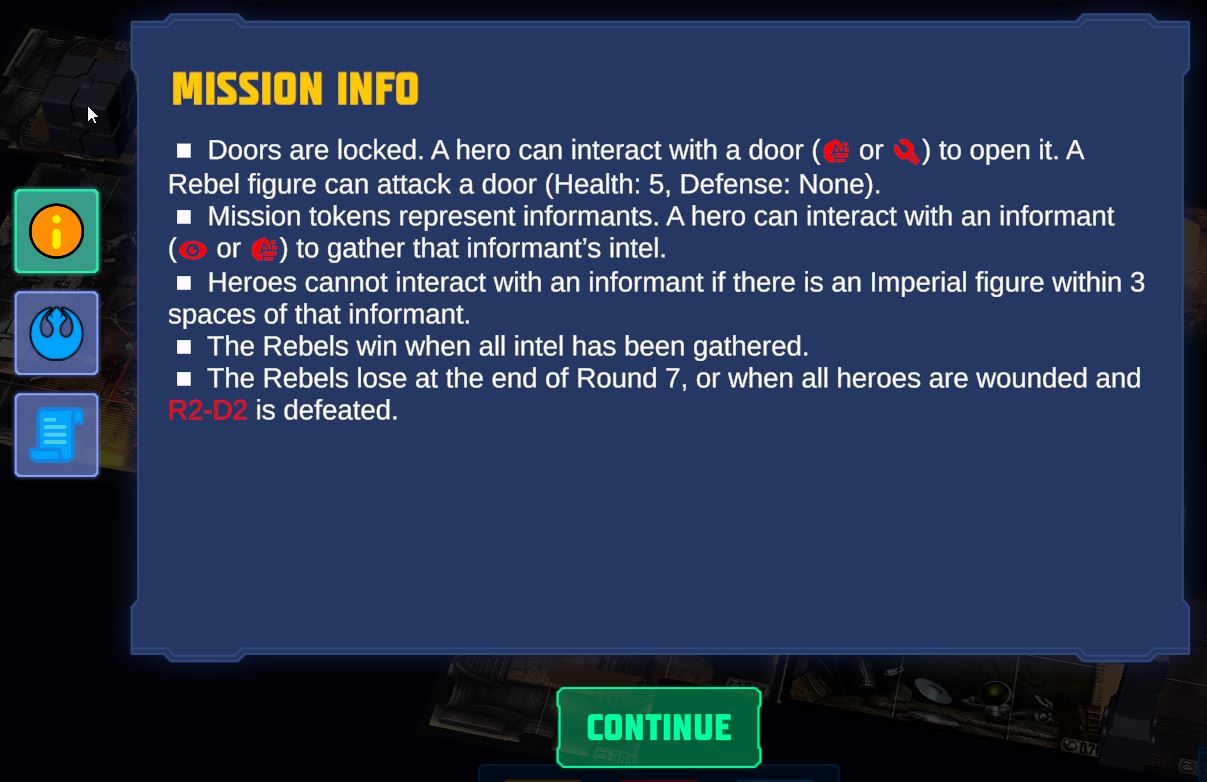 MISSION INFO
■ Doors are locked. A hero can interact with a door ( or ) to open it. A
Rebel figure can attack a door (Health: 5, Defense: None).
■ Mission tokens represent informants. A hero can interact with an informant
( or ) to gather that informant’s intel.
■ Heroes cannot interact with an informant if there is an Imperial figure within 3
spaces of that informant.
■ The Rebels win when all intel has been gathered.
■ The Rebels lose at the end of Round 7, or when all heroes are wounded and
R2-D2 is defeated.
CONTINUE